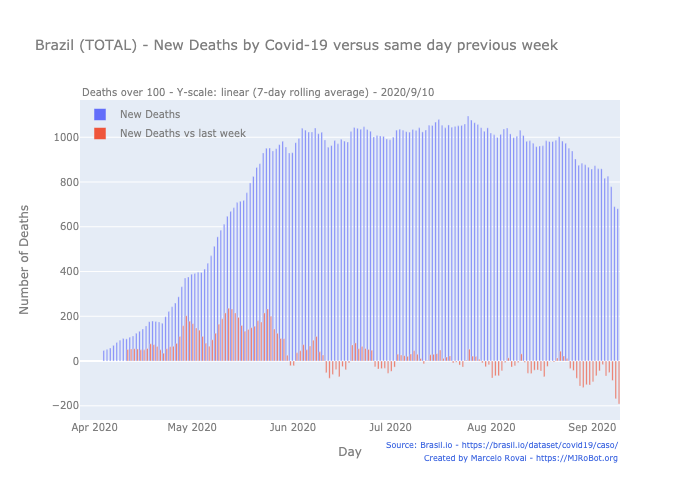 Brazil (TOTAL) - New Deaths by Covid-19 versus same day previous week
Deaths over 100 - Y-scale: linear (7-day rolling average) - 2020/9/10
New Deaths
New Deaths vs last week
Number of Deaths
1000
800
600
400
200
0
−200
Apr 2020 May 2020 Jun 2020 Jul 2020 Aug 2020 Sep 2020
Day
Source: Brasil.io - https://brasil.io/dataset/covid19/caso/
Created by Marcelo Rovai - https://MJRoBot.org